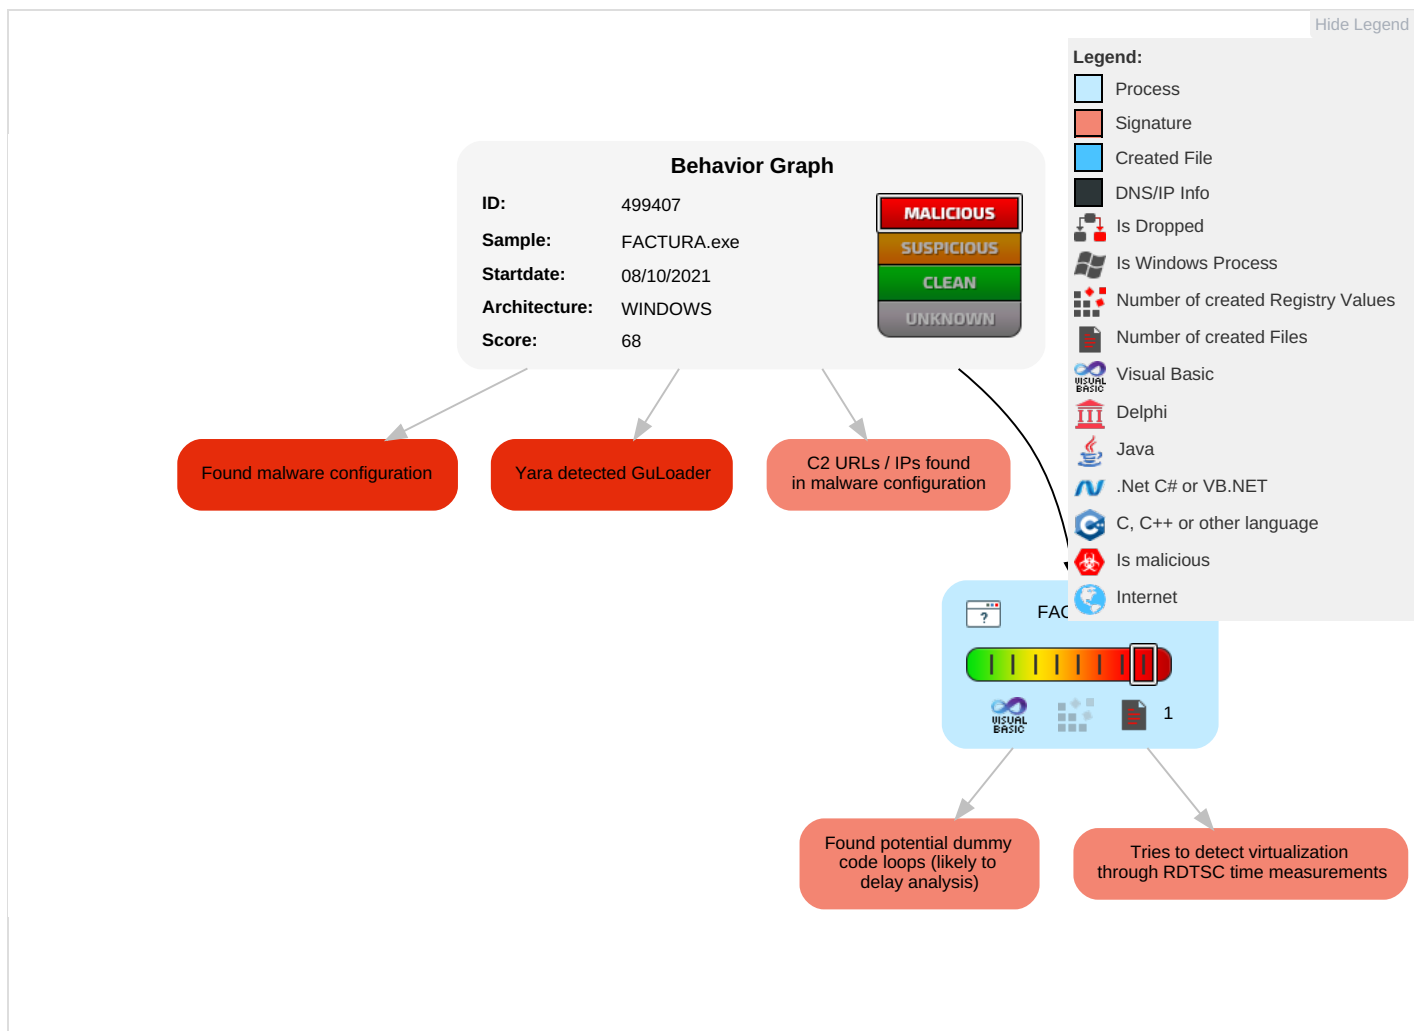 Hide Legend
Legend:
Process
Signature
Created File
DNS/IP Info
Is Dropped
Is Windows Process
Number of created Registry Values
Number of created Files
VISUAL
BASIC
Visual Basic
Delphi
Java
.Net C# or VB.NET
C, C++ or other language
Is malicious
Internet
Behavior Graph
ID: 499407
Sample: FACTURA.exe
Startdate: 08/10/2021
Architecture: WINDOWS
Score: 68
MALICIOUS
SUSPICIOUS
CLEAN
UNKNOWN
Found malware configuration
Yara detected GuLoader
C2 URLs / IPs found
in malware configuration
?
FAC
VISUAL
BASIC
1
Found potential dummy
code loops (likely to
delay analysis)
Tries to detect virtualization
through RDTSC time measurements